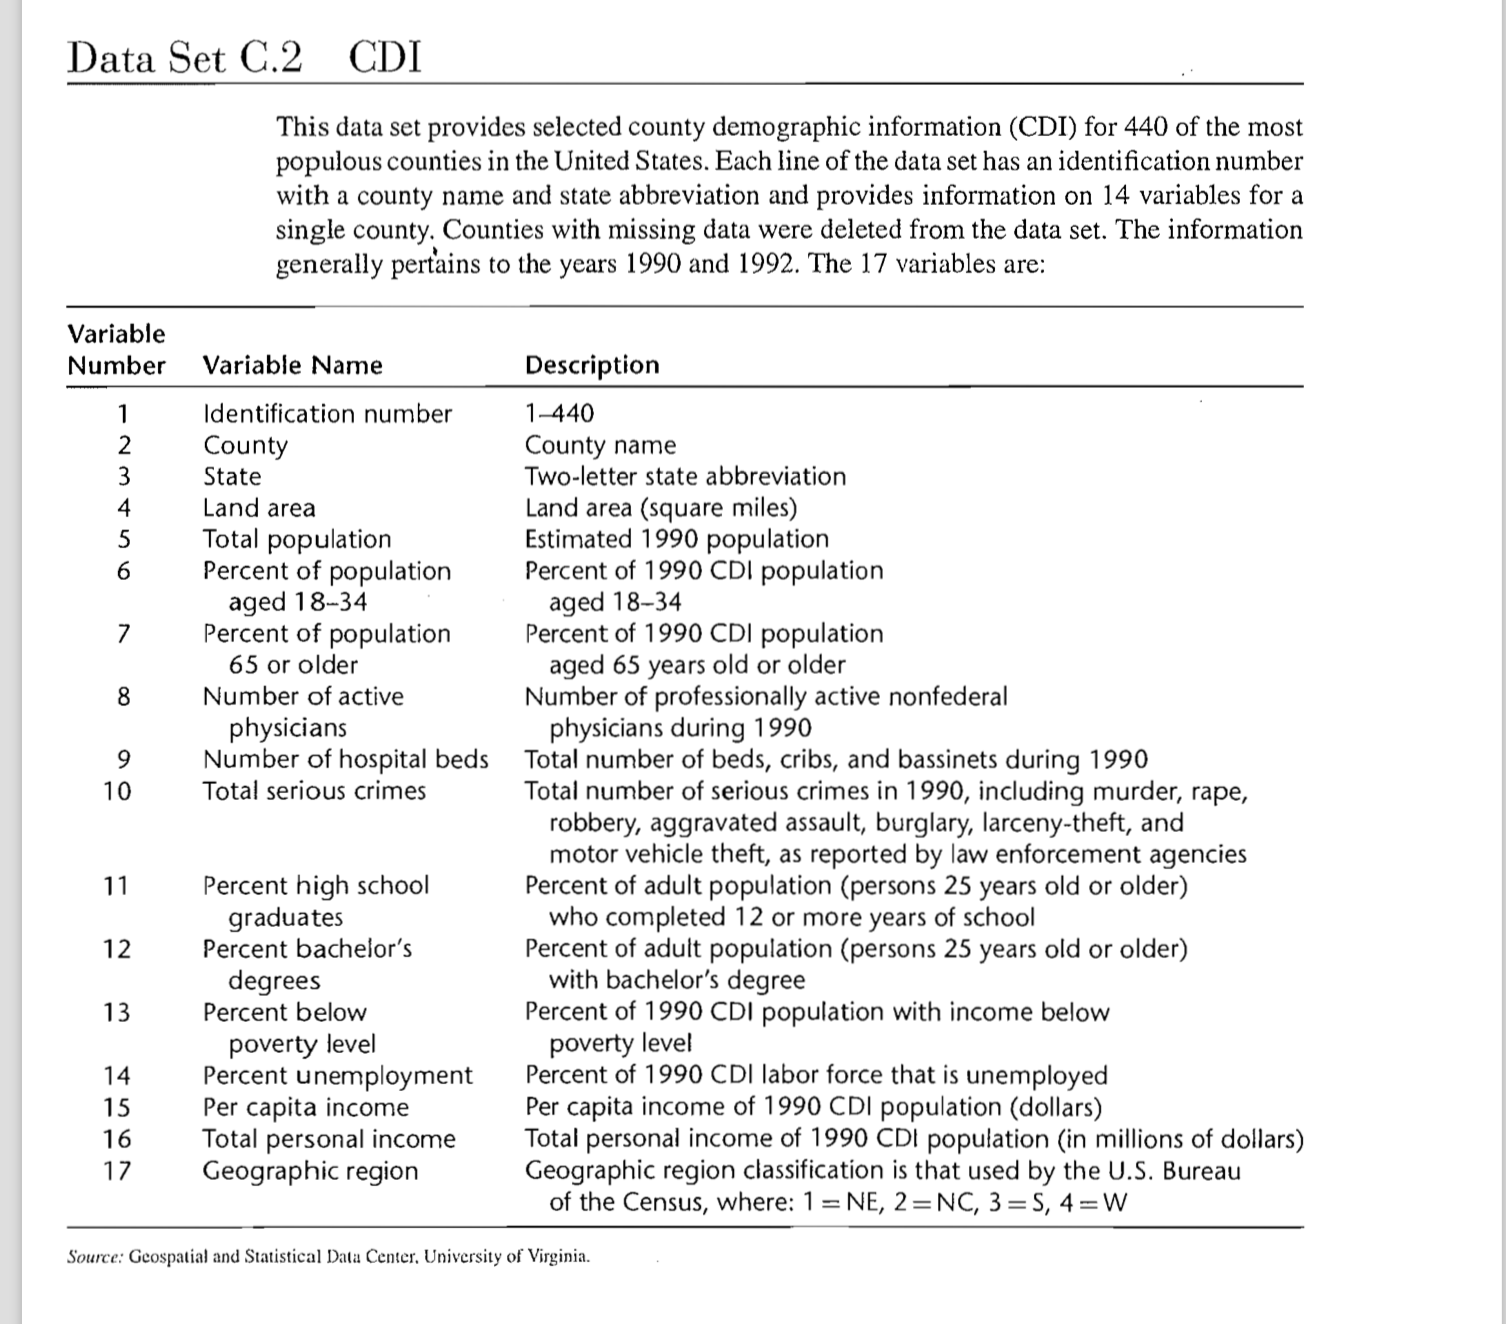 Data Set C.2 CDI
This data set provides selected county demographic information (CDI) for 440 of the most
populous counties in the United States. Each line of the data set has an identification number
with a county name and state abbreviation and provides information on 14 variables for a
single county. Counties with missing data were deleted from the data set. The information
generally pertains to the years 1990 and 1992. The 17 variables are:
Variable
Number Variable Name Description
1 Identification number 1–440
2 County County name
3 State Two-letter state abbreviation
4 Land area Land area (square miles)
5 Total population Estimated 1990 population
6 Percent of population Percent of 1990 CDI population
aged 18–34 aged 18–34
7 Percent of population Percent of 1990 CDI population
65 or older aged 65 years old or older
8 Number of active Number of professionally active nonfederal
physicians physicians during 1990
9 Number of hospital beds Total number of beds, cribs, and bassinets during 1990
10 Total serious crimes Total number of serious crimes in 1990, including murder, rape,
robbery, aggravated assault, burglary, larceny-theft, and
motor vehicle theft, as reported by law enforcement agencies
11 Percent high school Percent of adult population (persons 25 years old or older)
graduates who completed 12 or more years of school
12 Percent bachelor's Percent of adult population (persons 25 years old or older)
degrees with bachelor's degree
13 Percent below Percent of 1990 CDI population with income below
poverty level poverty level
14 Percent unemployment Percent of 1990 CDI labor force that is unemployed
15 Per capita income Per capita income of 1990 CDI population (dollars)
16 Total personal income Total personal income of 1990 CDI population (in millions of dollars)
17 Geographic region Geographic region classification is that used by the U.S. Bureau
of the Census, where: 1 = NE, 2 = NC, 3 = S, 4 = W
Source: Geospatial and Statistical Data Center, University of Virginia.